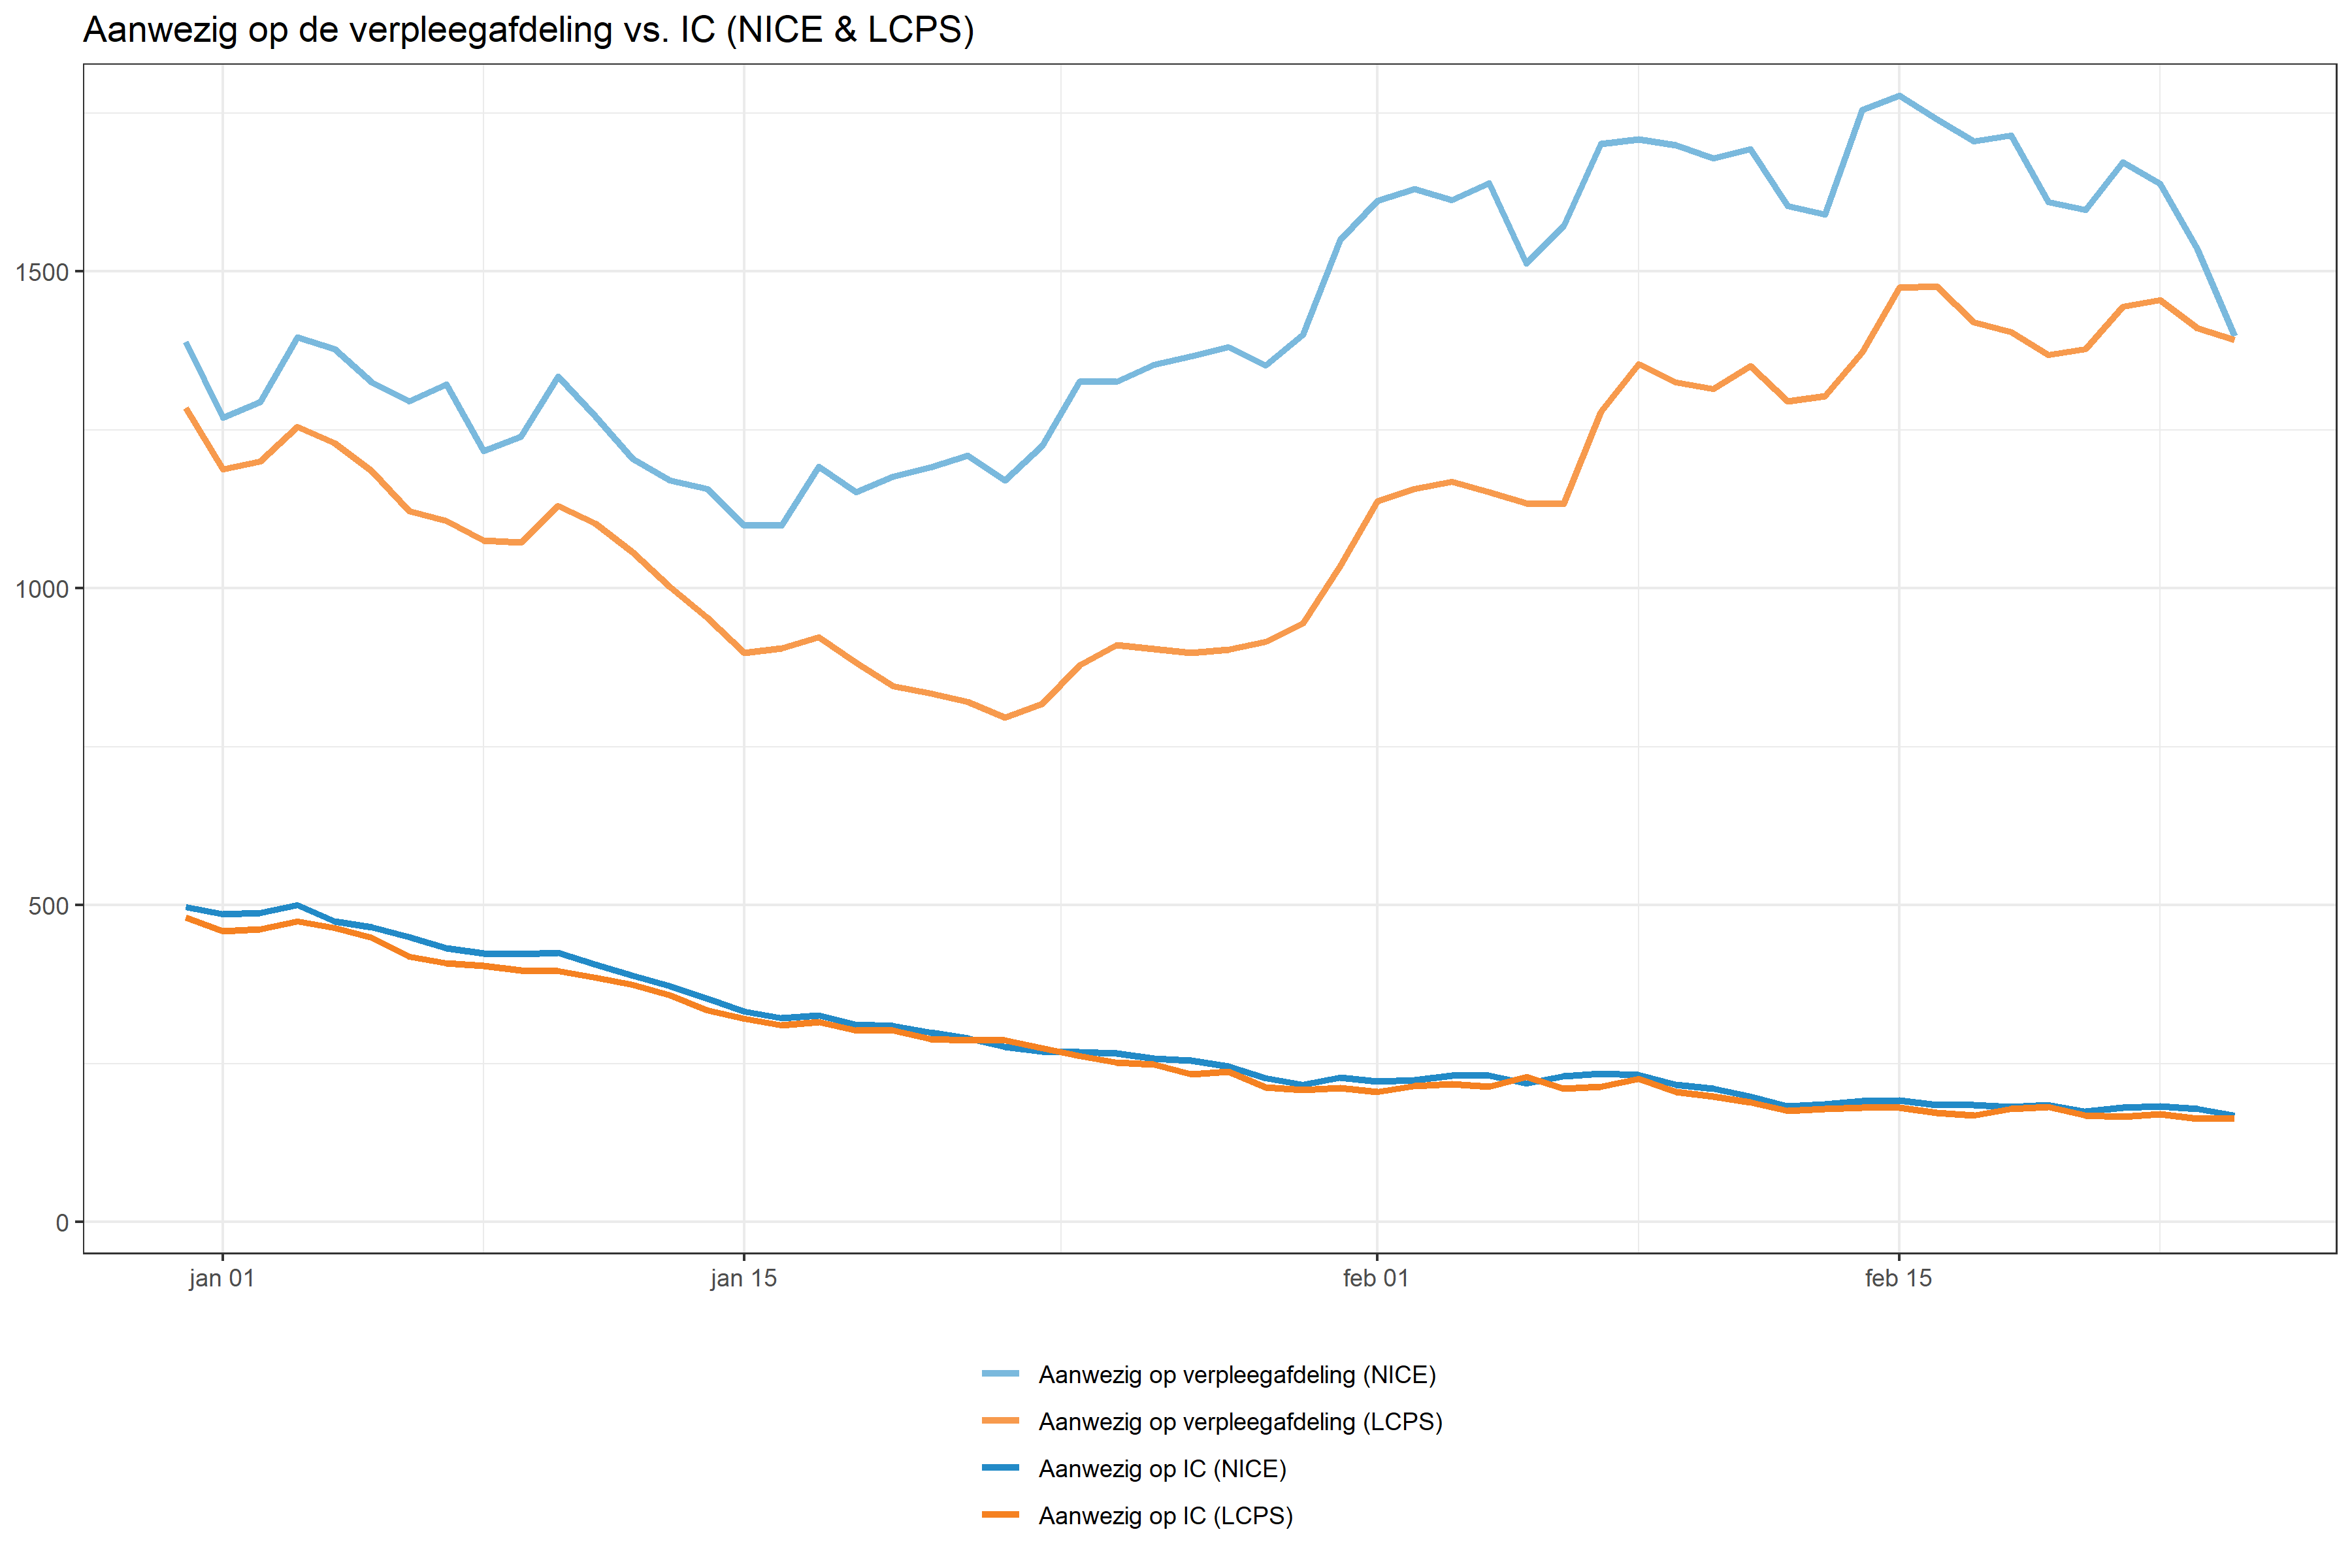 Aanwezig op de verpleegafdeling vs. IC (NICE & LCPS)
1500
1000
500
0
jan 01 jan 15 feb 01 feb 15
Aanwezig op verpleegafdeling (NICE)
Aanwezig op verpleegafdeling (LCPS)
Aanwezig op IC (NICE)
Aanwezig op IC (LCPS)